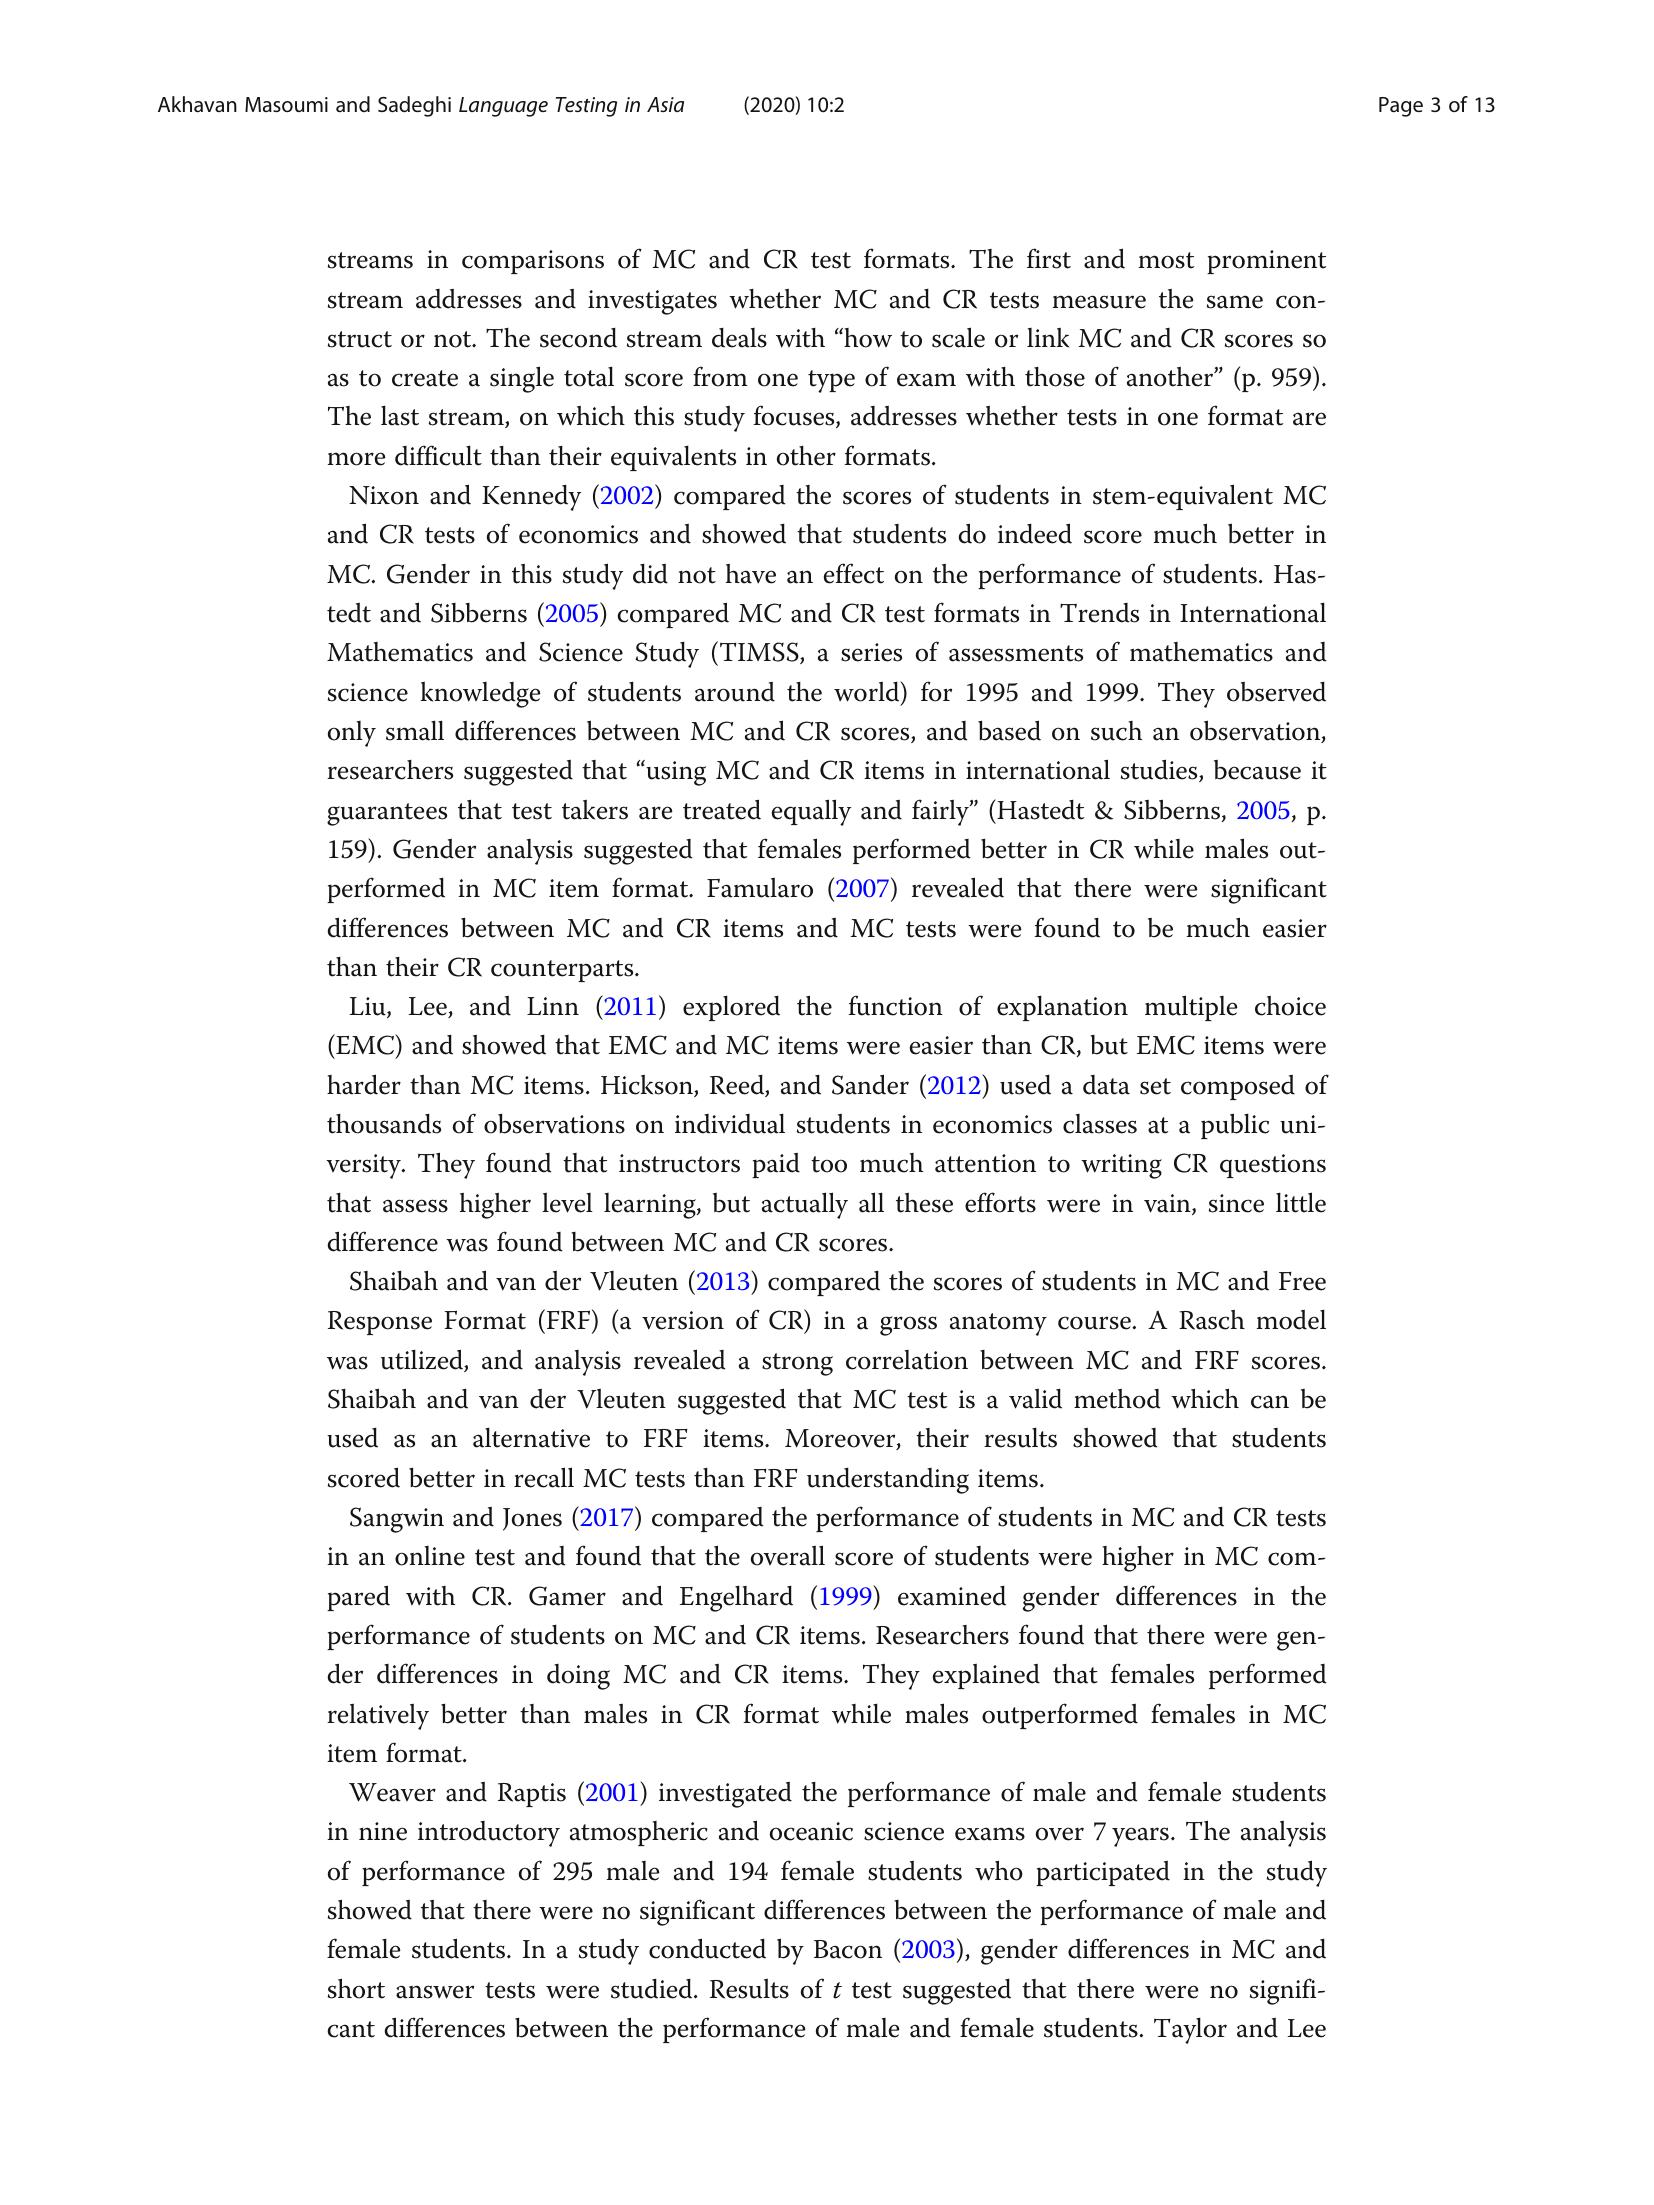 Akhavan Masoumi and Sadeghi Language Testing in Asia (2020) 10:2 Page 3 of 13
streams in comparisons of MC and CR test formats. The first and most prominent
stream addresses and investigates whether MC and CR tests measure the same con-
struct or not. The second stream deals with “how to scale or link MC and CR scores so
as to create a single total score from one type of exam with those of another” (p. 959).
The last stream, on which this study focuses, addresses whether tests in one format are
more difficult than their equivalents in other formats.
Nixon and Kennedy (2002) compared the scores of students in stem-equivalent MC
and CR tests of economics and showed that students do indeed score much better in
MC. Gender in this study did not have an effect on the performance of students. Has-
tedt and Sibberns (2005) compared MC and CR test formats in Trends in International
Mathematics and Science Study (TIMSS, a series of assessments of mathematics and
science knowledge of students around the world) for 1995 and 1999. They observed
only small differences between MC and CR scores, and based on such an observation,
researchers suggested that “using MC and CR items in international studies, because it
guarantees that test takers are treated equally and fairly” (Hastedt & Sibberns, 2005, p.
159). Gender analysis suggested that females performed better in CR while males out-
performed in MC item format. Famularo (2007) revealed that there were significant
differences between MC and CR items and MC tests were found to be much easier
than their CR counterparts.
Liu, Lee, and Linn (2011) explored the function of explanation multiple choice
(EMC) and showed that EMC and MC items were easier than CR, but EMC items were
harder than MC items. Hickson, Reed, and Sander (2012) used a data set composed of
thousands of observations on individual students in economics classes at a public uni-
versity. They found that instructors paid too much attention to writing CR questions
that assess higher level learning, but actually all these efforts were in vain, since little
difference was found between MC and CR scores.
Shaibah and van der Vleuten (2013) compared the scores of students in MC and Free
Response Format (FRF) (a version of CR) in a gross anatomy course. A Rasch model
was utilized, and analysis revealed a strong correlation between MC and FRF scores.
Shaibah and van der Vleuten suggested that MC test is a valid method which can be
used as an alternative to FRF items. Moreover, their results showed that students
scored better in recall MC tests than FRF understanding items.
Sangwin and Jones (2017) compared the performance of students in MC and CR tests
in an online test and found that the overall score of students were higher in MC com-
pared with CR. Gamer and Engelhard (1999) examined gender differences in the
performance of students on MC and CR items. Researchers found that there were gen-
der differences in doing MC and CR items. They explained that females performed
relatively better than males in CR format while males outperformed females in MC
item format.
Weaver and Raptis (2001) investigated the performance of male and female students
in nine introductory atmospheric and oceanic science exams over 7 years. The analysis
of performance of 295 male and 194 female students who participated in the study
showed that there were no significant differences between the performance of male and
female students. In a study conducted by Bacon (2003), gender differences in MC and
short answer tests were studied. Results of t test suggested that there were no signifi-
cant differences between the performance of male and female students. Taylor and Lee